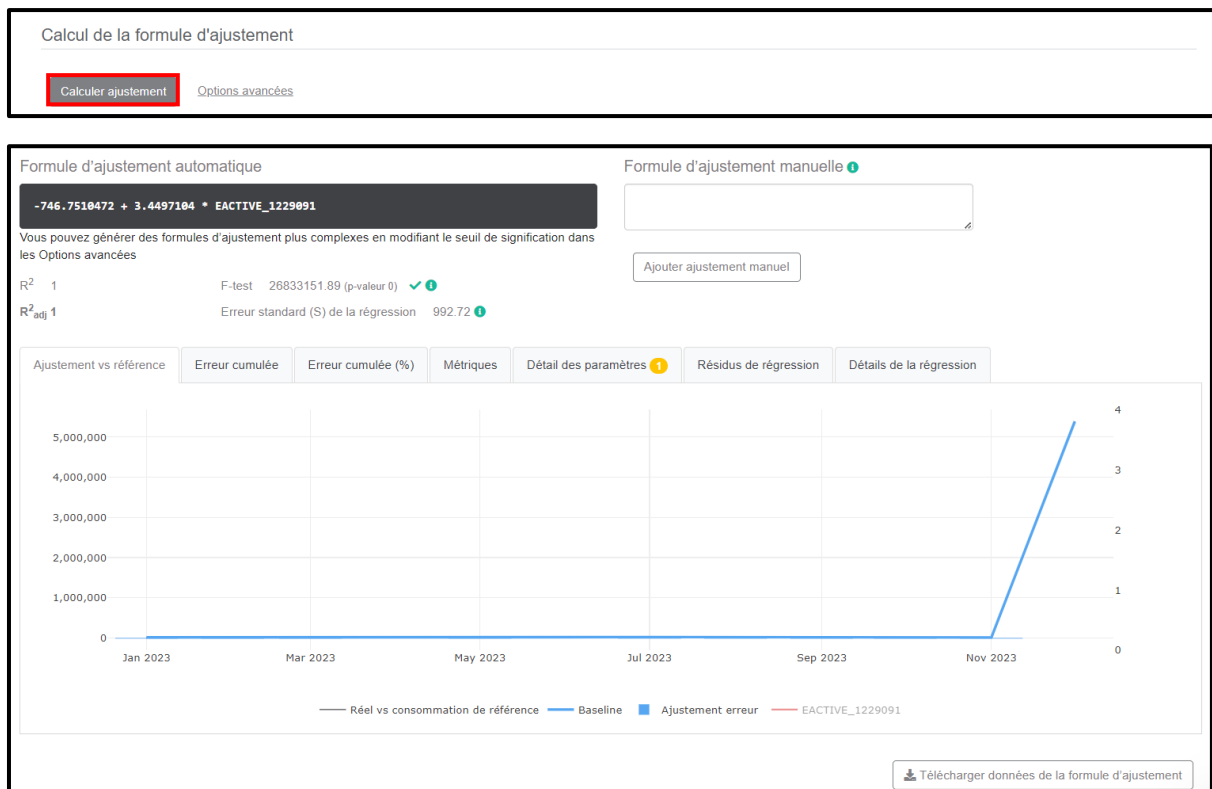 Calcul de la formule d'ajustement
Calculer ajustement Options avancées
Formule d'ajustement automatique
-746.7510472 + 3.4497104 * EACTIVE_1229091
Vous pouvez générer des formules d'ajustement plus complexes en modifiant le seuil de signification dans
les Options avancées
R2 1 F-test 26833151.89 (p-valeur 0)
R2adj 1 Erreur standard (S) de la régression 992.72
Formule d'ajustement manuelle
Ajouter ajustement manuel
Ajustement vs référence Erreur cumulée Erreur cumulée (%) Métriques Détail des paramètres 1 Résidus de régression Détails de la régression
5,000,000
4,000,000
3,000,000
2,000,000
1,000,000
0
4
3
2
1
0
Jan 2023 Mar 2023 May 2023 Jul 2023 Sep 2023 Nov 2023
Réel vs consommation de référence Baseline Ajustement erreur EACTIVE_1229091
Télécharger données de la formule d'ajustement